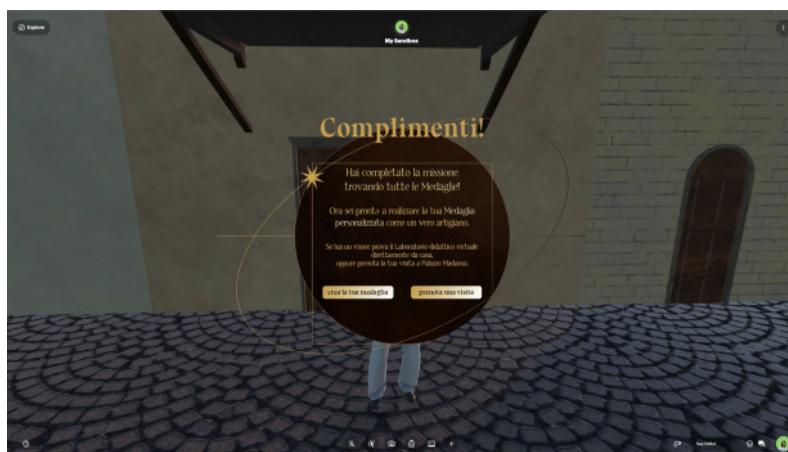 Explore
My Sandbox
Complimenti!
Hai completato la missione
trovando tutte le Medaglie!
Ora sei pronta a realizzare la tua Medaglia
personalizzata come un vero artigiano.
Se hai un visore prova il Laboratorio didattico virtuale
direttamente da casa,
oppure prenota la tua visita a Palazzo Madama.
crea la tua medaglia
prenota una visita